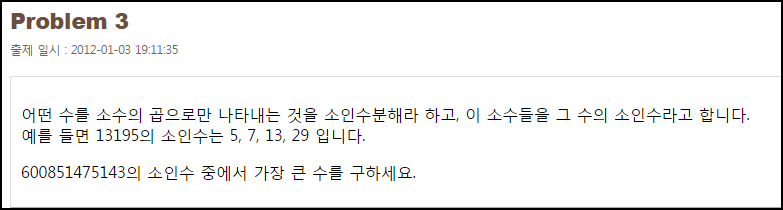 Problem 3
출제 일시 : 2012-01-03 19:11:35
어떤 수를 소수의 곱으로만 나타내는 것을 소인수분해라 하고, 이 소수들을 그 수의 소인수라고 합니다.
예를 들면 13195의 소인수는 5, 7, 13, 29 입니다.
600851475143의 소인수 중에서 가장 큰 수를 구하세요.